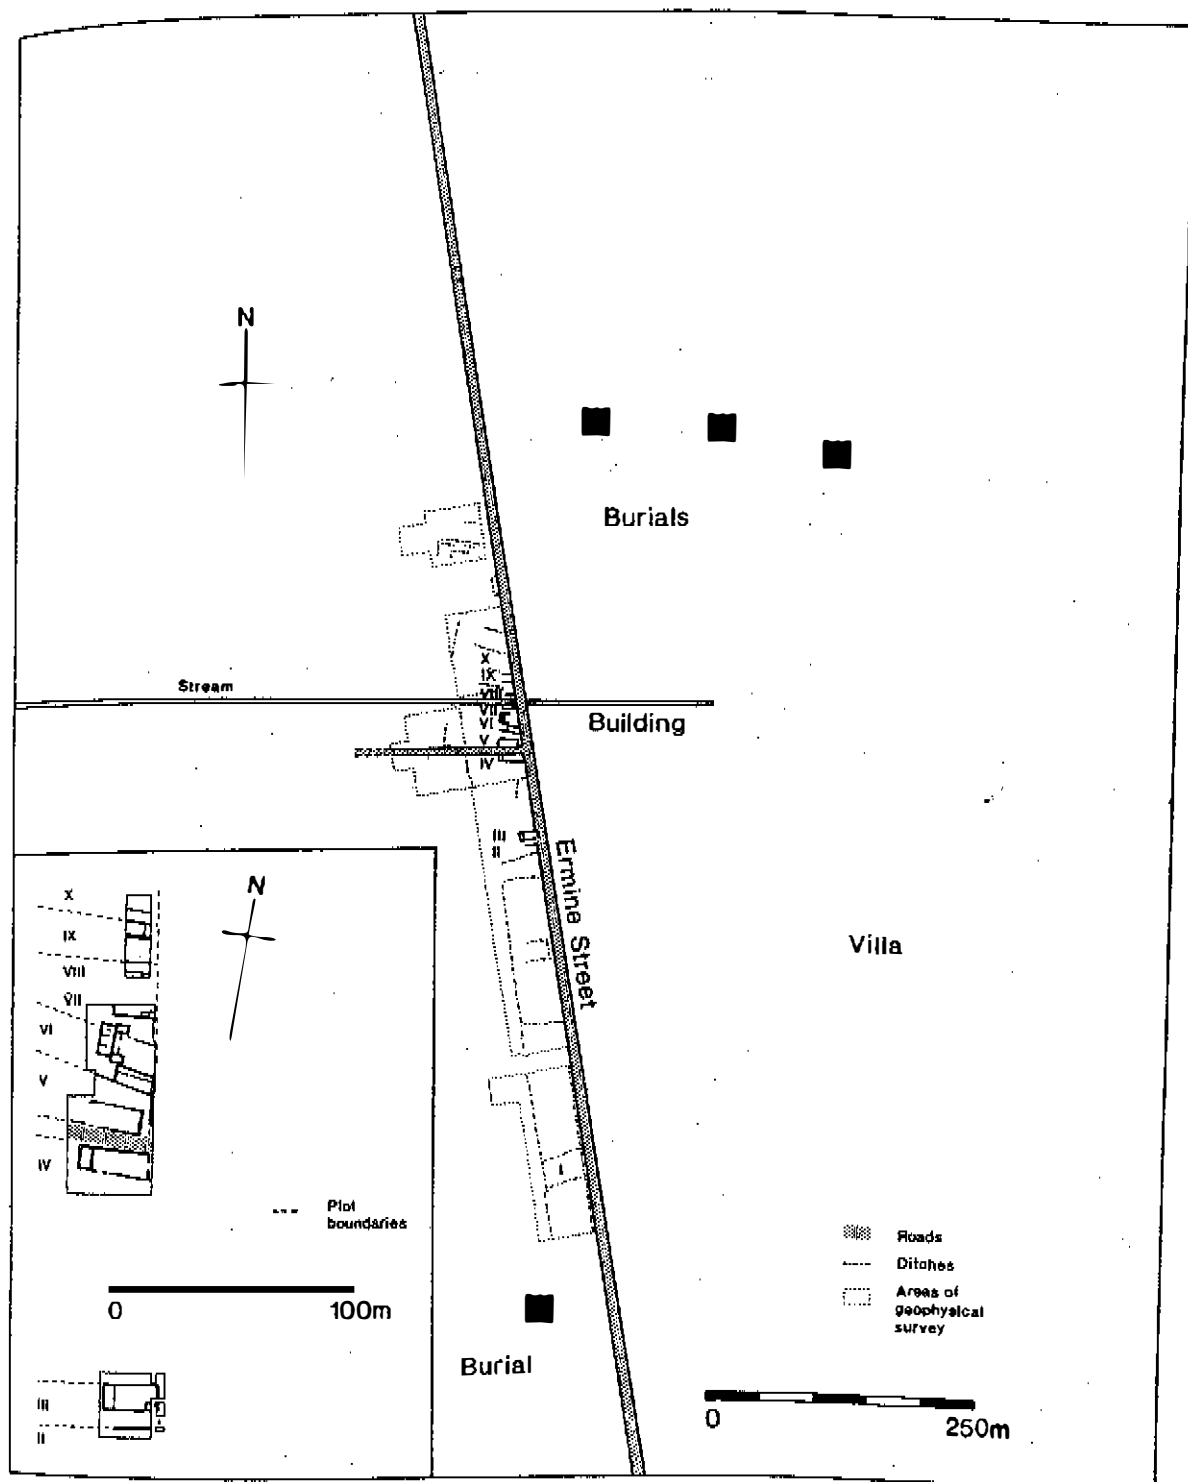 N
Burials
X
IX
Stream
VIII
VII
VI
Building
V
IV
III
II
Ermine Street
Villa
X
N
IX
VIII
VII
VI
V
IV
Plot
boundaries
0
100m
III
II
I
Roads
Ditches
Areas of
geophysical
survey
Burial
0
250m